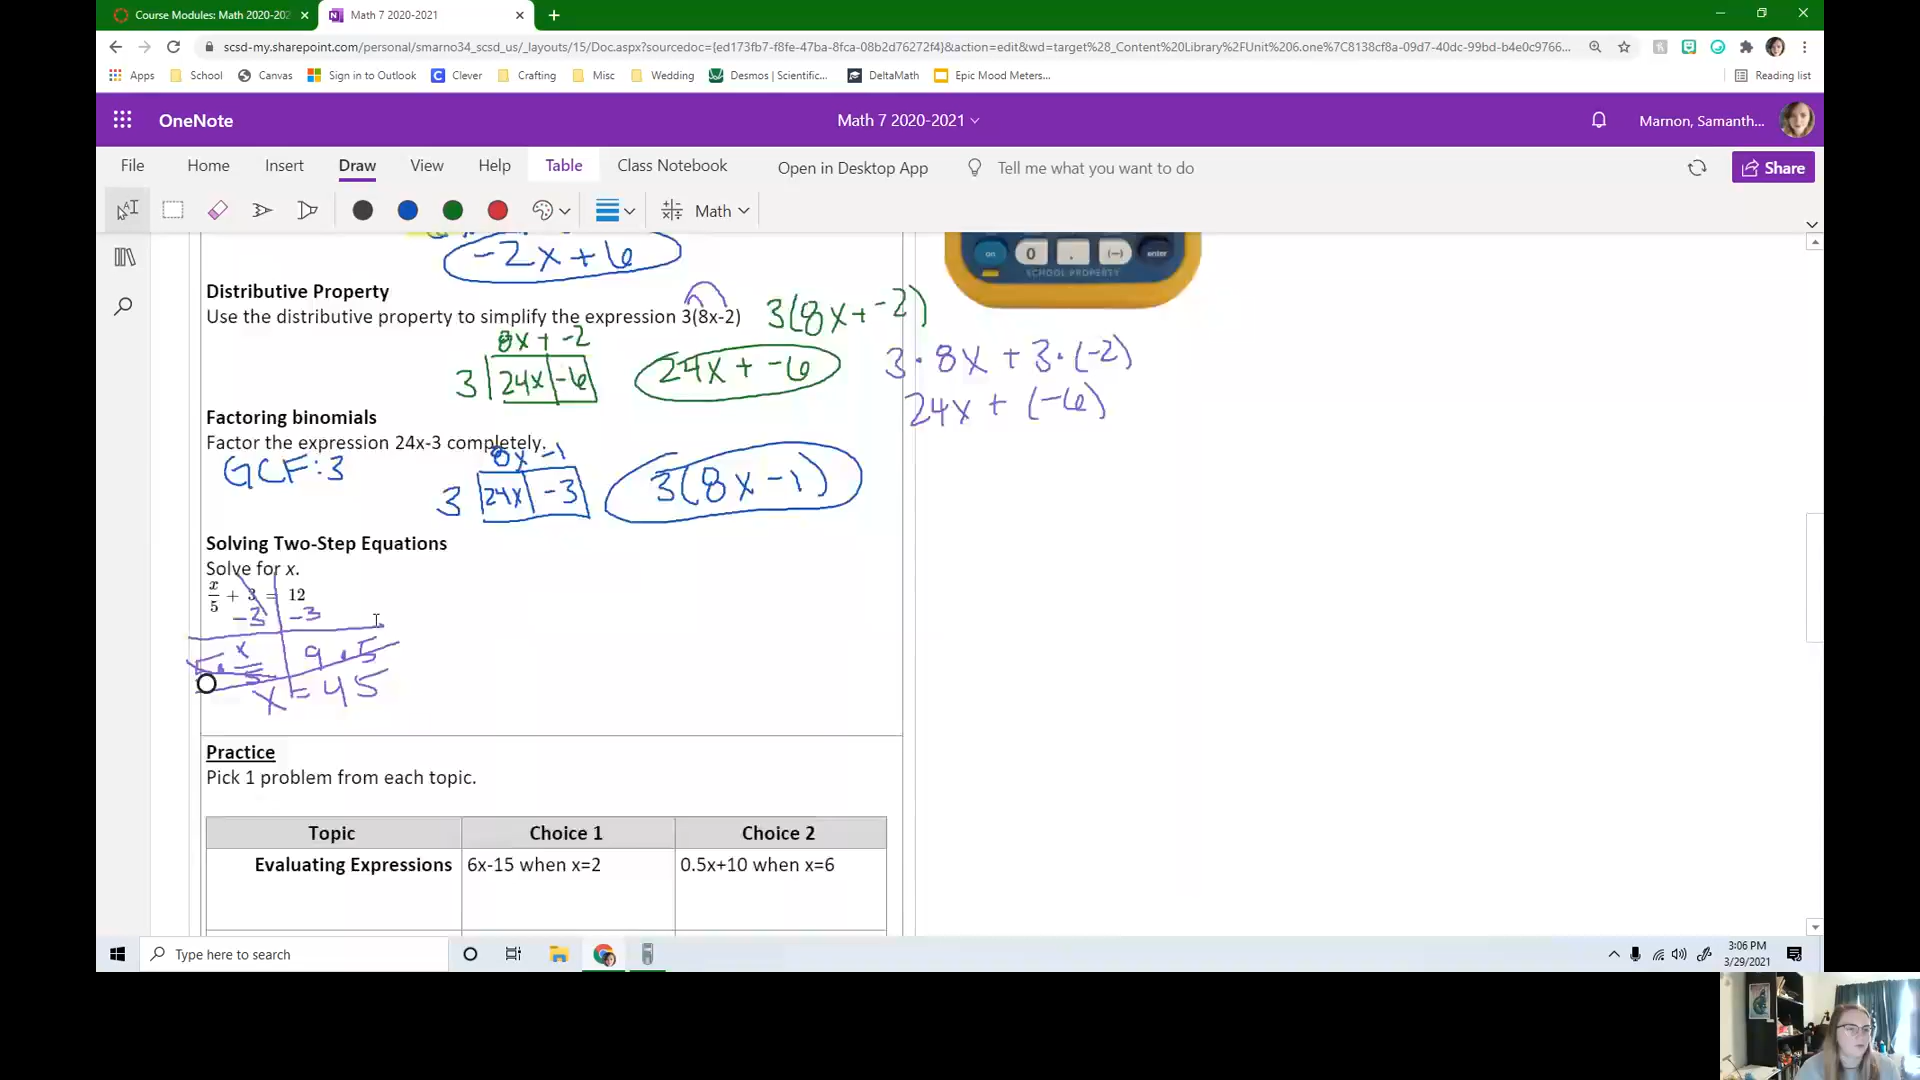 Course Modules: Math 2020-202
Math 7 2020-2021
scsd-my.sharepoint.com/personal/smarno34_scsd_us/_layouts/15/Doc.aspx?sourcedoc={ed173fb7-f8fe-47ba-8fca-08b2d76272f4}&action=edit&wd=target%28_Content%20Library%2FUnit%206.one%7C8138cf8a-09d7-40dc-99bd-b4e0c9766...
Apps School Canvas Sign in to Outlook Clever Crafting Misc Wedding Desmos | Scientific... DeltaMath Epic Mood Meters... Reading list
OneNote Math 7 2020-2021 Marnon, Samanth...
File Home Insert Draw View Help Table Class Notebook Open in Desktop App Tell me what you want to do Share
Math
-2x+6
on 0 . (-) enter
SCHOOL PROPERTY
Distributive Property
Use the distributive property to simplify the expression 3(8x-2) 3(8x+-2)
8x + -2
3 24x -6 24x + -6
3·8x + 3·(-2)
24x + (-6)
Factoring binomials
Factor the expression 24x-3 completely.
GCF:3
8x -1
3 24x -3 3(8x-1)
Solving Two-Step Equations
Solve for x.
x/5 + 3 = 12
-3 -3
5·x/5 9·5
x=45
Practice
Pick 1 problem from each topic.
Topic Choice 1 Choice 2
Evaluating Expressions 6x-15 when x=2 0.5x+10 when x=6
Type here to search
3:06 PM
3/29/2021